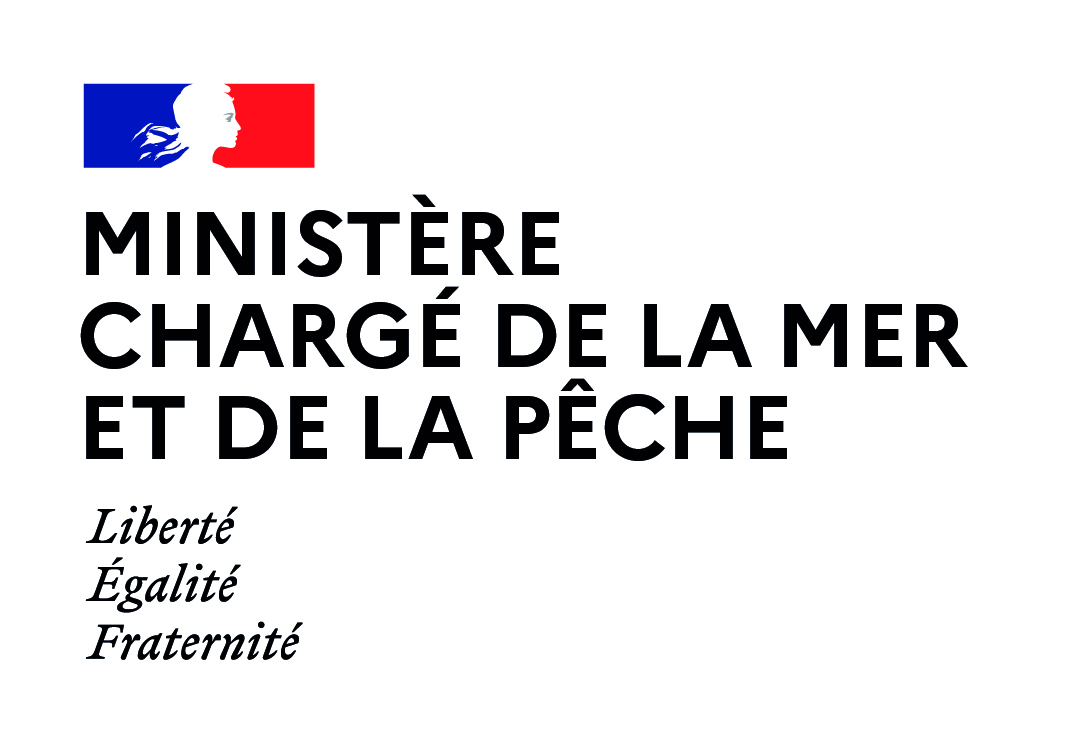 MINISTÈRE
CHARGÉ DE LA MER
ET DE LA PÊCHE
Liberté
Égalité
Fraternité